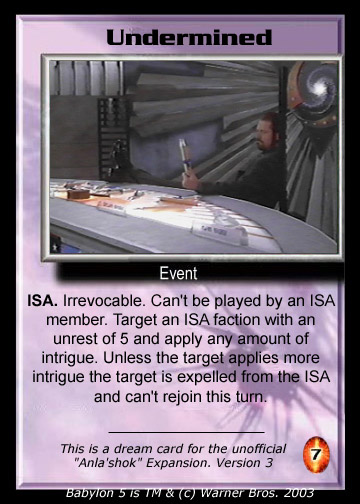 Undermined
Event
ISA. Irrevocable. Can't be played by an ISA
member. Target an ISA faction with an
unrest of 5 and apply any amount of
intrigue. Unless the target applies more
intrigue the target is expelled from the ISA
and can't rejoin this turn.
This is a dream card for the unofficial
"Anla'shok" Expansion. Version 3
7
Babylon 5 is TM & (c) Warner Bros. 2003